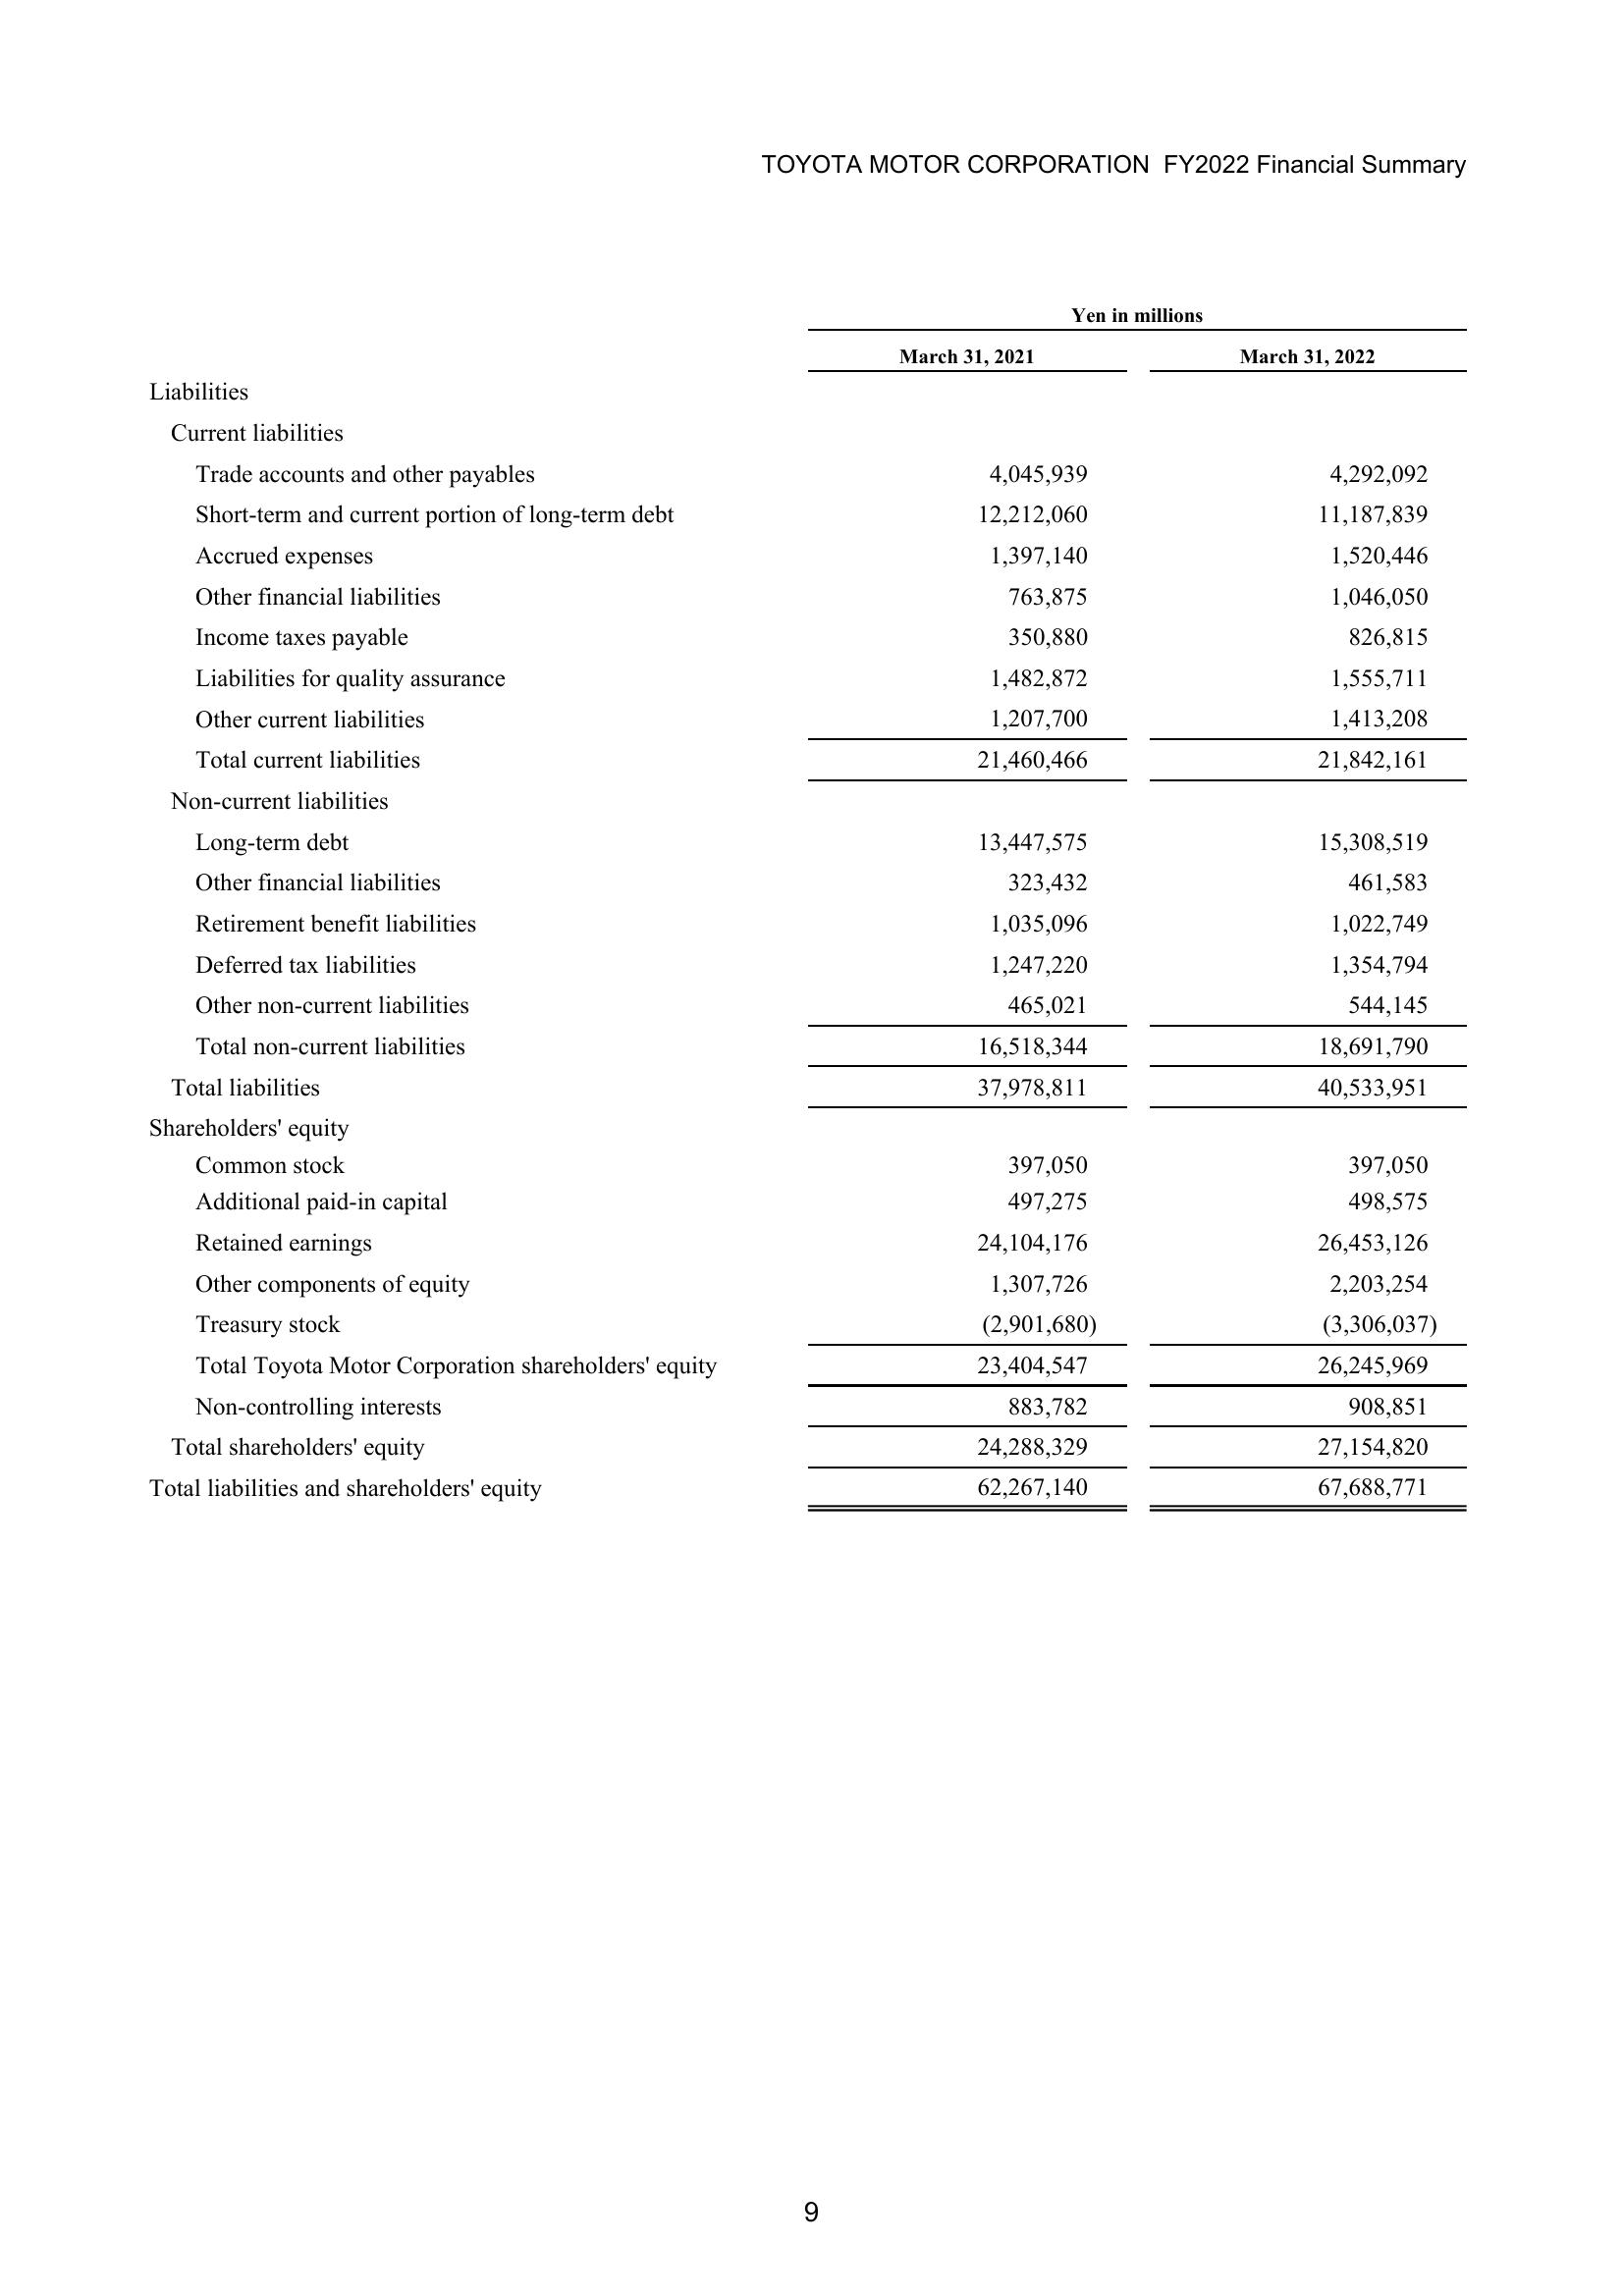 TOYOTA MOTOR CORPORATION FY2022 Financial Summary
Yen in millions
March 31, 2021 March 31, 2022
Liabilities
Current liabilities
Trade accounts and other payables 4,045,939 4,292,092
Short-term and current portion of long-term debt 12,212,060 11,187,839
Accrued expenses 1,397,140 1,520,446
Other financial liabilities 763,875 1,046,050
Income taxes payable 350,880 826,815
Liabilities for quality assurance 1,482,872 1,555,711
Other current liabilities 1,207,700 1,413,208
Total current liabilities 21,460,466 21,842,161
Non-current liabilities
Long-term debt 13,447,575 15,308,519
Other financial liabilities 323,432 461,583
Retirement benefit liabilities 1,035,096 1,022,749
Deferred tax liabilities 1,247,220 1,354,794
Other non-current liabilities 465,021 544,145
Total non-current liabilities 16,518,344 18,691,790
Total liabilities 37,978,811 40,533,951
Shareholders' equity
Common stock 397,050 397,050
Additional paid-in capital 497,275 498,575
Retained earnings 24,104,176 26,453,126
Other components of equity 1,307,726 2,203,254
Treasury stock (2,901,680) (3,306,037)
Total Toyota Motor Corporation shareholders' equity 23,404,547 26,245,969
Non-controlling interests 883,782 908,851
Total shareholders' equity 24,288,329 27,154,820
Total liabilities and shareholders' equity 62,267,140 67,688,771
9